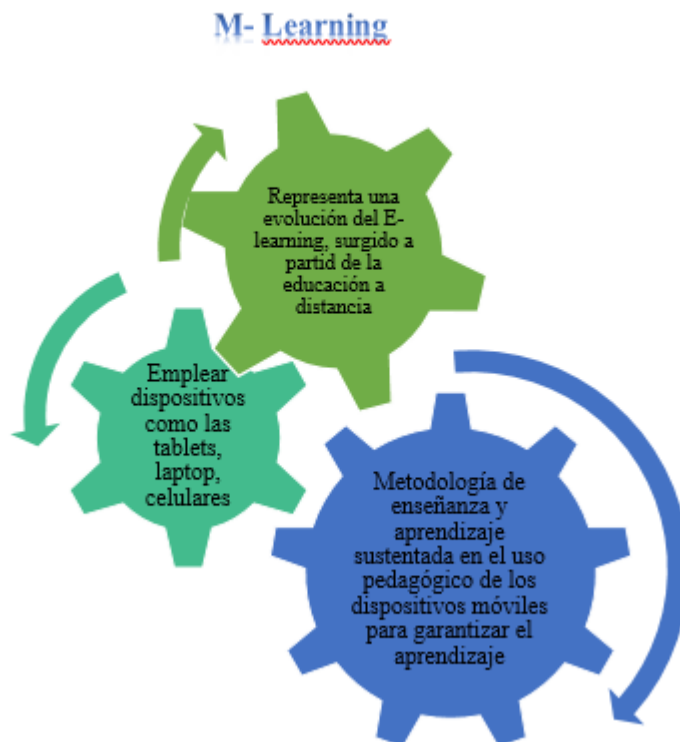 M- Learning
Representa una
evolución del E-
learning, surgido a
partid de la
educación a
distancia
Emplear
dispositivos
como las
tablets,
laptop,
celulares
Metodología de
enseñanza y
aprendizaje
sustentada en el uso
pedagógico de los
dispositivos móviles
para garantizar el
aprendizaje